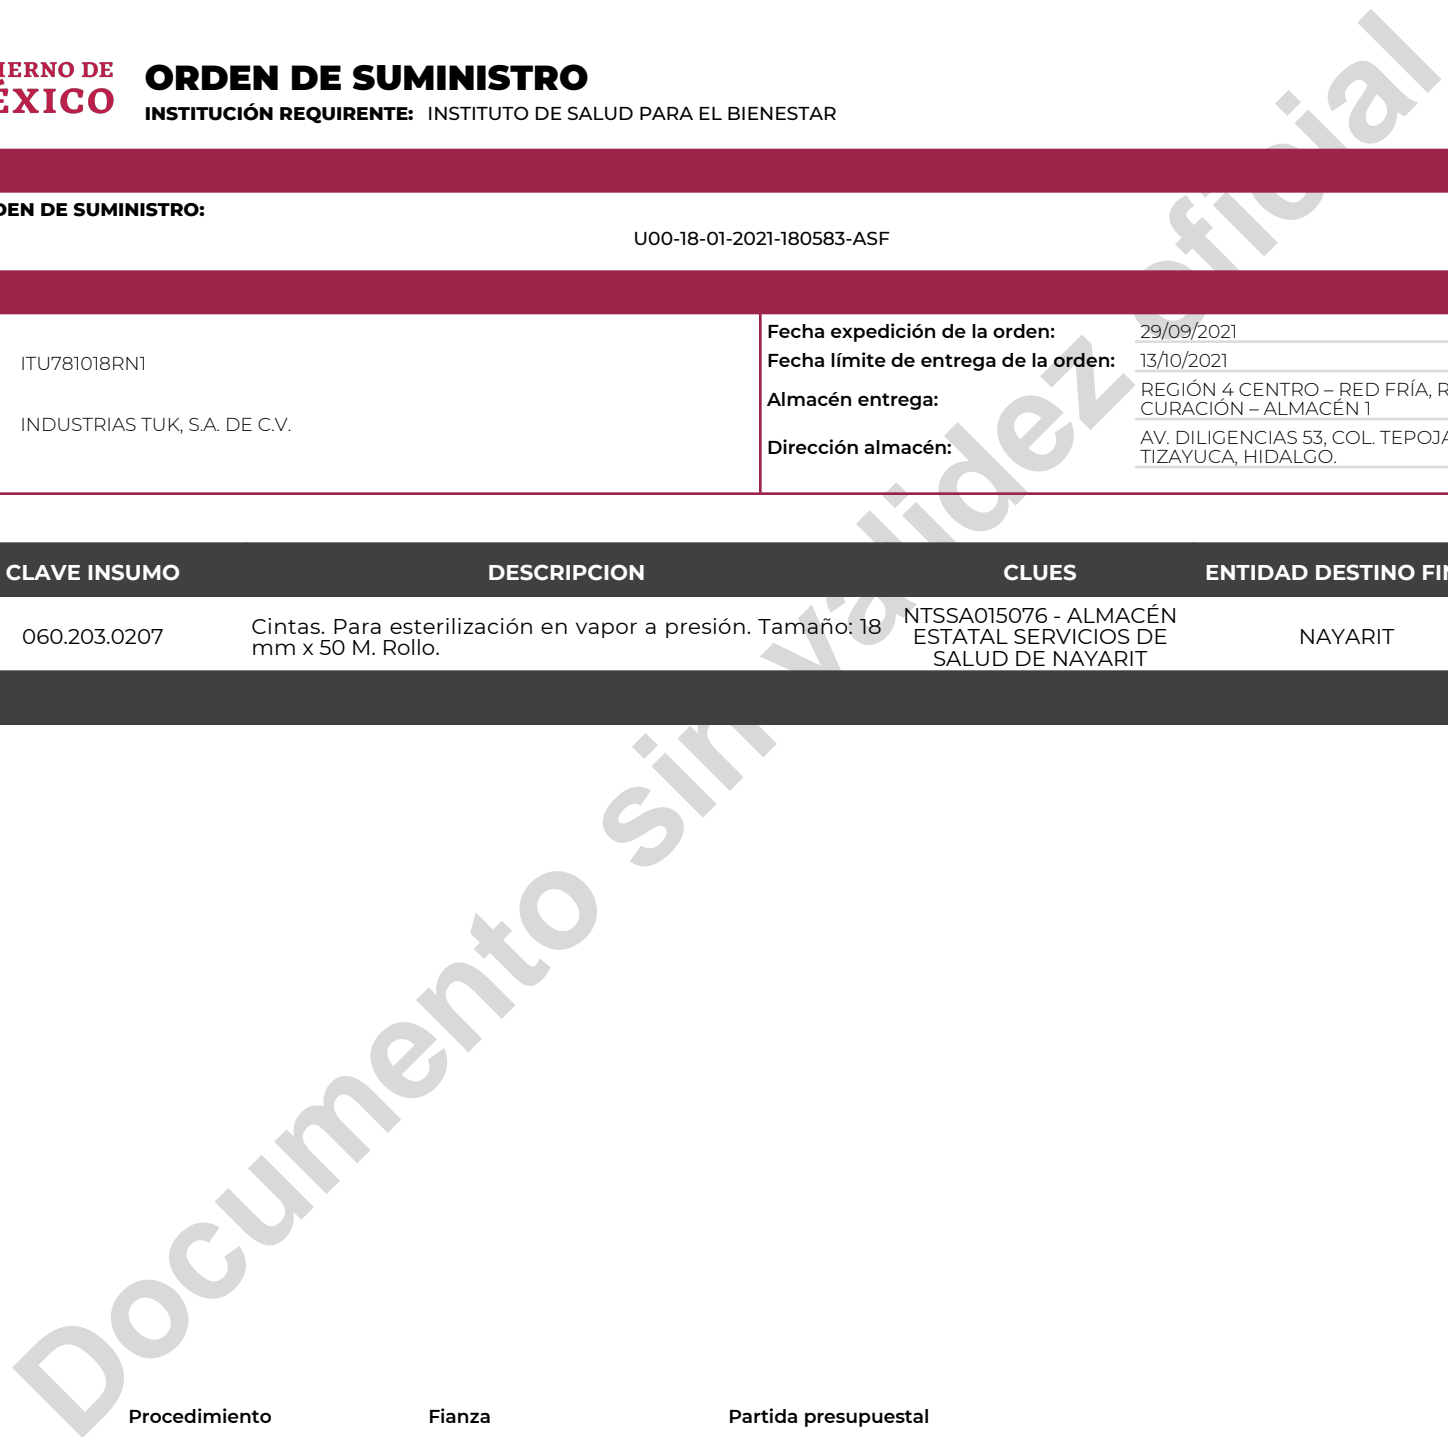 IERNO DE
ÉXICO
ORDEN DE SUMINISTRO
INSTITUCIÓN REQUIRENTE: INSTITUTO DE SALUD PARA EL BIENESTAR
DEN DE SUMINISTRO:
U00-18-01-2021-180583-ASF
ITU781018RN1
INDUSTRIAS TUK, S.A. DE C.V.
Fecha expedición de la orden: 29/09/2021
Fecha límite de entrega de la orden: 13/10/2021
Almacén entrega: REGIÓN 4 CENTRO – RED FRÍA, R
CURACIÓN – ALMACÉN 1
Dirección almacén: AV. DILIGENCIAS 53, COL. TEPOJA
TIZAYUCA, HIDALGO.
CLAVE INSUMO DESCRIPCION CLUES ENTIDAD DESTINO FIN
060.203.0207
Cintas. Para esterilización en vapor a presión. Tamaño: 18
mm x 50 M. Rollo.
NTSSA015076 - ALMACÉN
ESTATAL SERVICIOS DE
SALUD DE NAYARIT
NAYARIT
Documento sin validez oficial
Procedimiento Fianza Partida presupuestal